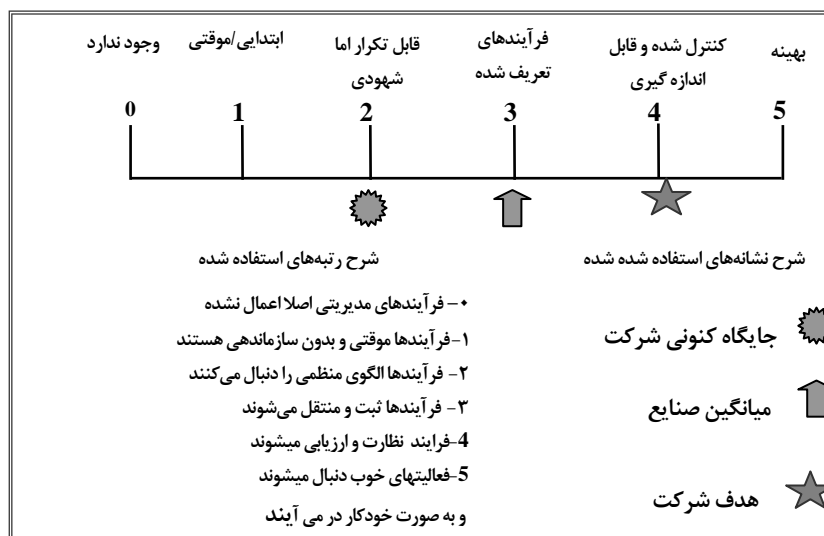 وجود ندارد
ابتدایی/موقتی
قابل تکرار اما
شهودی
فرآیندهای
تعریف شده
کنترل شده و قابل
اندازه گیری
بهینه
0 1 2 3 4 5
شرح نشانه‌های استفاده شده شده
جایگاه کنونی شرکت
میانگین صنایع
هدف شرکت
شرح رتبه‌های استفاده شده
۰– فرآیندهای مدیریتی اصلا اعمال نشده
۱-فرآیندها موقتی و بدون سازماندهی هستند
۲- فرآیندها الگوی منظمی را دنبال می‌کنند
۳- فرآیندها ثبت و منتقل می‌شوند
4-فرایند نظارت و ارزیابی میشوند
5-فعالیتهای خوب دنبال میشوند
و به صورت خودکار در می آیند